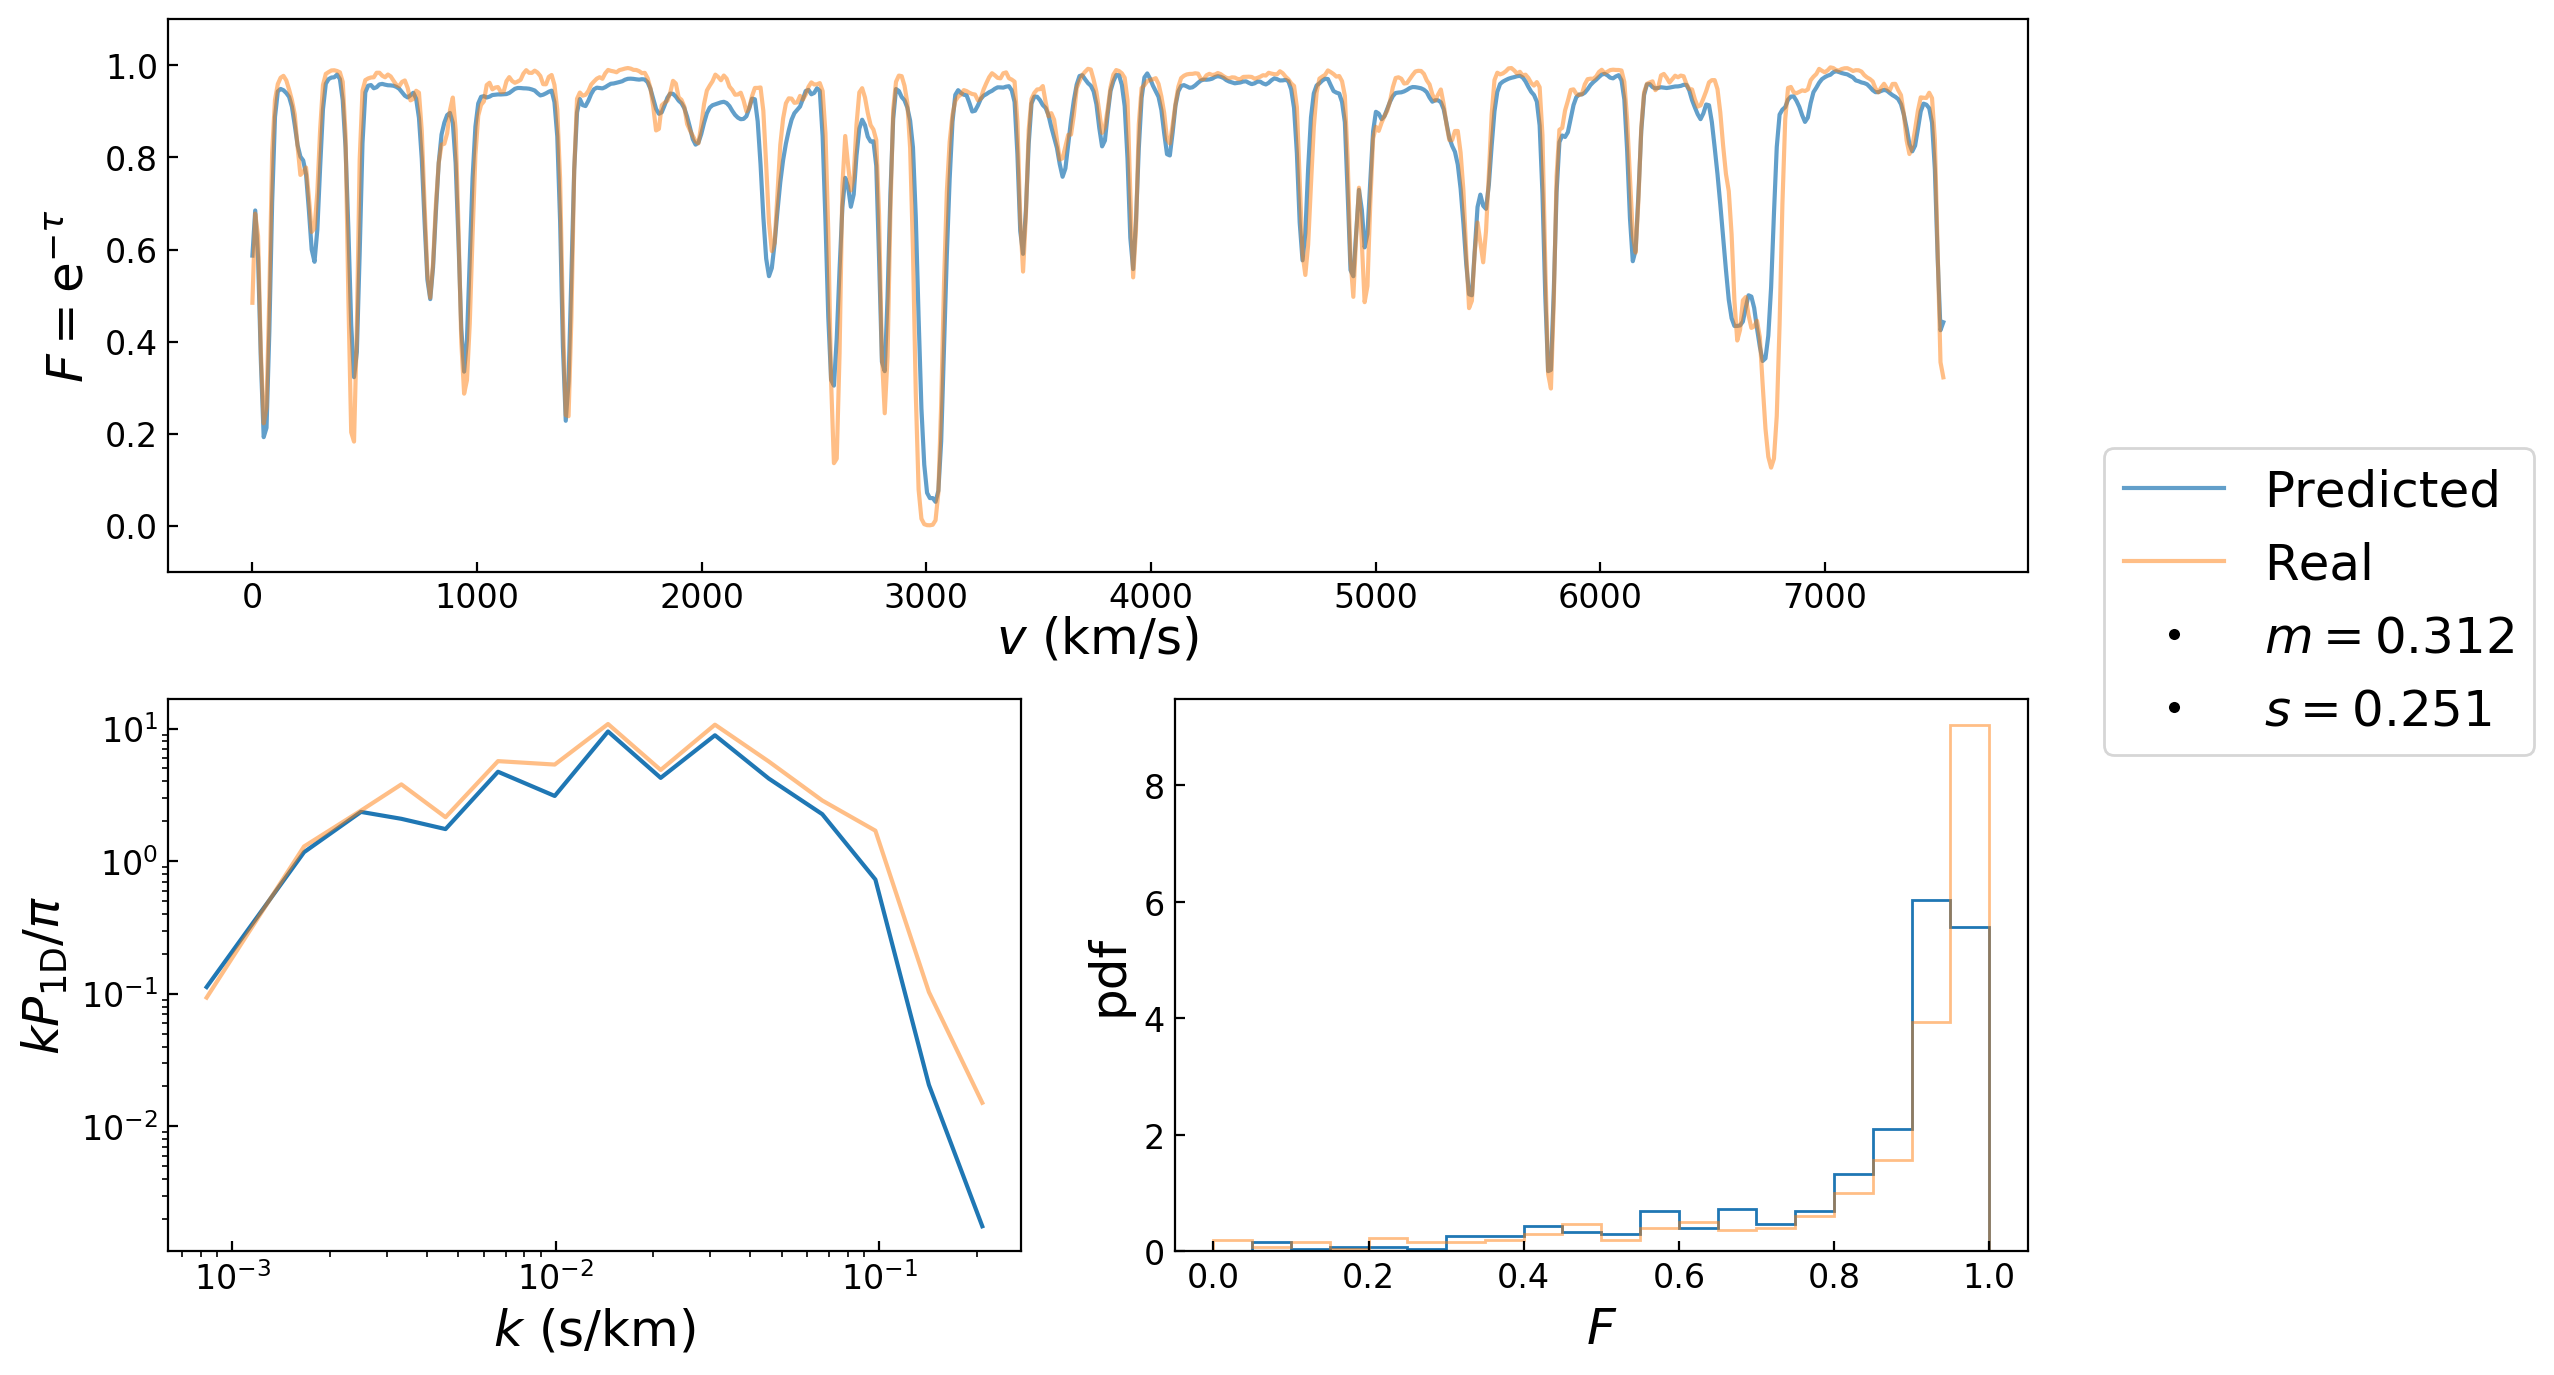 F = e^{−τ}
1.0
0.8
0.6
0.4
0.2
0.0
0 1000 2000 3000 4000 5000 6000 7000
v (km/s)
Predicted
Real
m = 0.312
s = 0.251
kP_{1D}/π
10^1
10^0
10^{−1}
10^{−2}
10^{−3} 10^{−2} 10^{−1}
k (s/km)
pdf
8
6
4
2
0
0.0 0.2 0.4 0.6 0.8 1.0
F